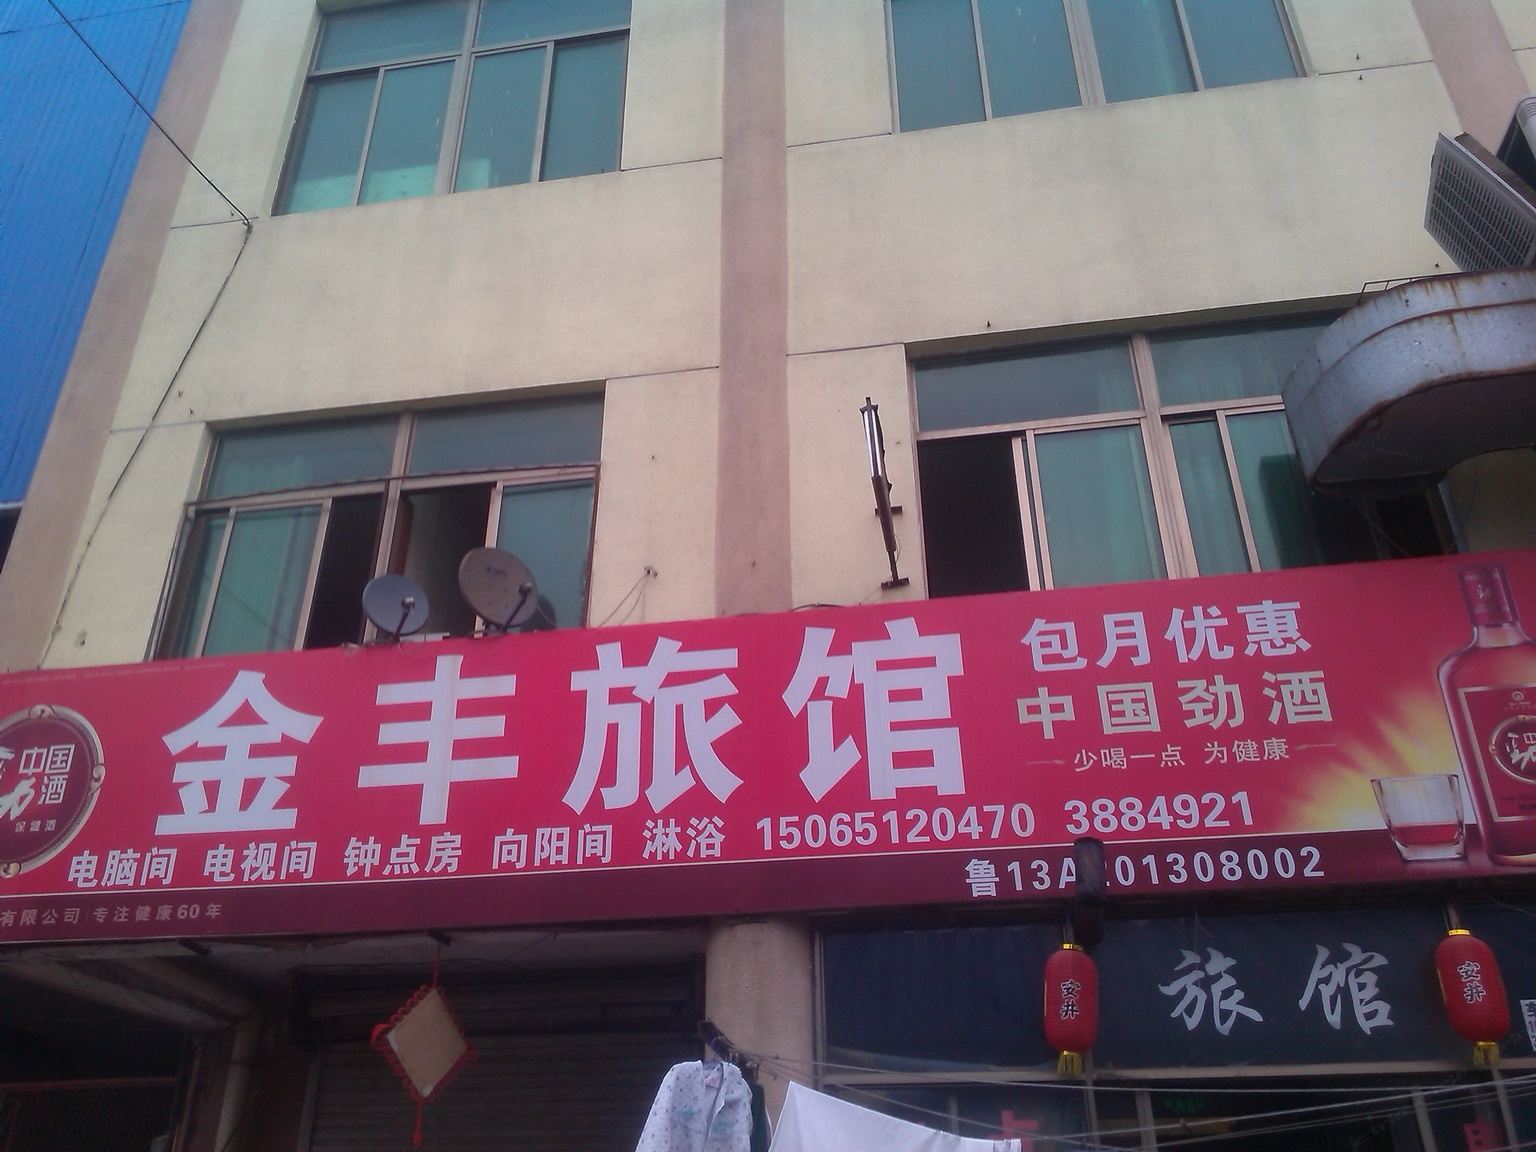 中国
酒
保健酒
金丰旅馆
包月优惠
中国劲酒
少喝一点 为健康
电脑间 电视间 钟点房 向阳间 淋浴 15065120470 3884921
鲁13A 01308002
有限公司 专注健康60年
旅馆
安井
安井